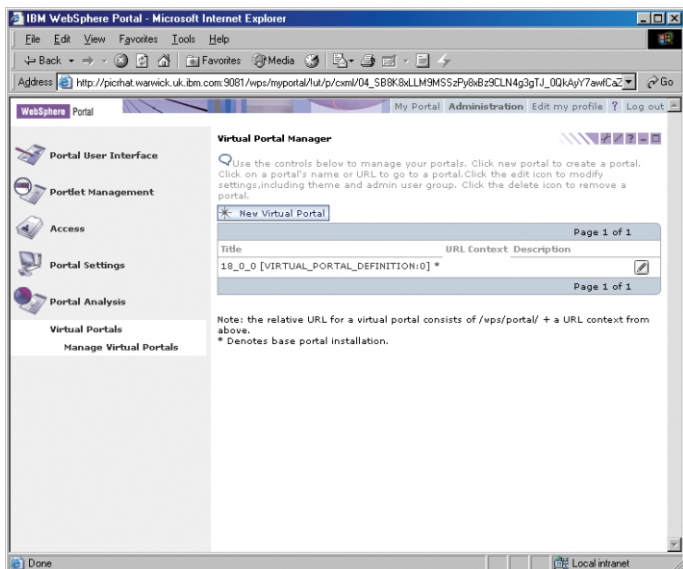 IBM WebSphere Portal - Microsoft Internet Explorer
File Edit View Favorites Tools Help
Back Favorites Media
Address http://picrhat.warwick.uk.ibm.com:9081/wps/myportal/!ut/p/cxml/04_SB8K8xLLM9MSSzPy8xBz9CLN4g3gTJ_0QkAyY7awfCaZ Go
WebSphere Portal My Portal Administration Edit my profile ? Log out
Portal User Interface
Portlet Management
Access
Portal Settings
Portal Analysis
Virtual Portals
Manage Virtual Portals
Virtual Portal Manager
Use the controls below to manage your portals. Click new portal to create a portal.
Click on a portal's name or URL to go to a portal.Click the edit icon to modify
settings,including theme and admin user group. Click the delete icon to remove a
portal.
New Virtual Portal
Page 1 of 1
Title URL Context Description
18_0_0 [VIRTUAL_PORTAL_DEFINITION:0] *
Page 1 of 1
Note: the relative URL for a virtual portal consists of /wps/portal/ + a URL context from
above.
* Denotes base portal installation.
Done Local intranet